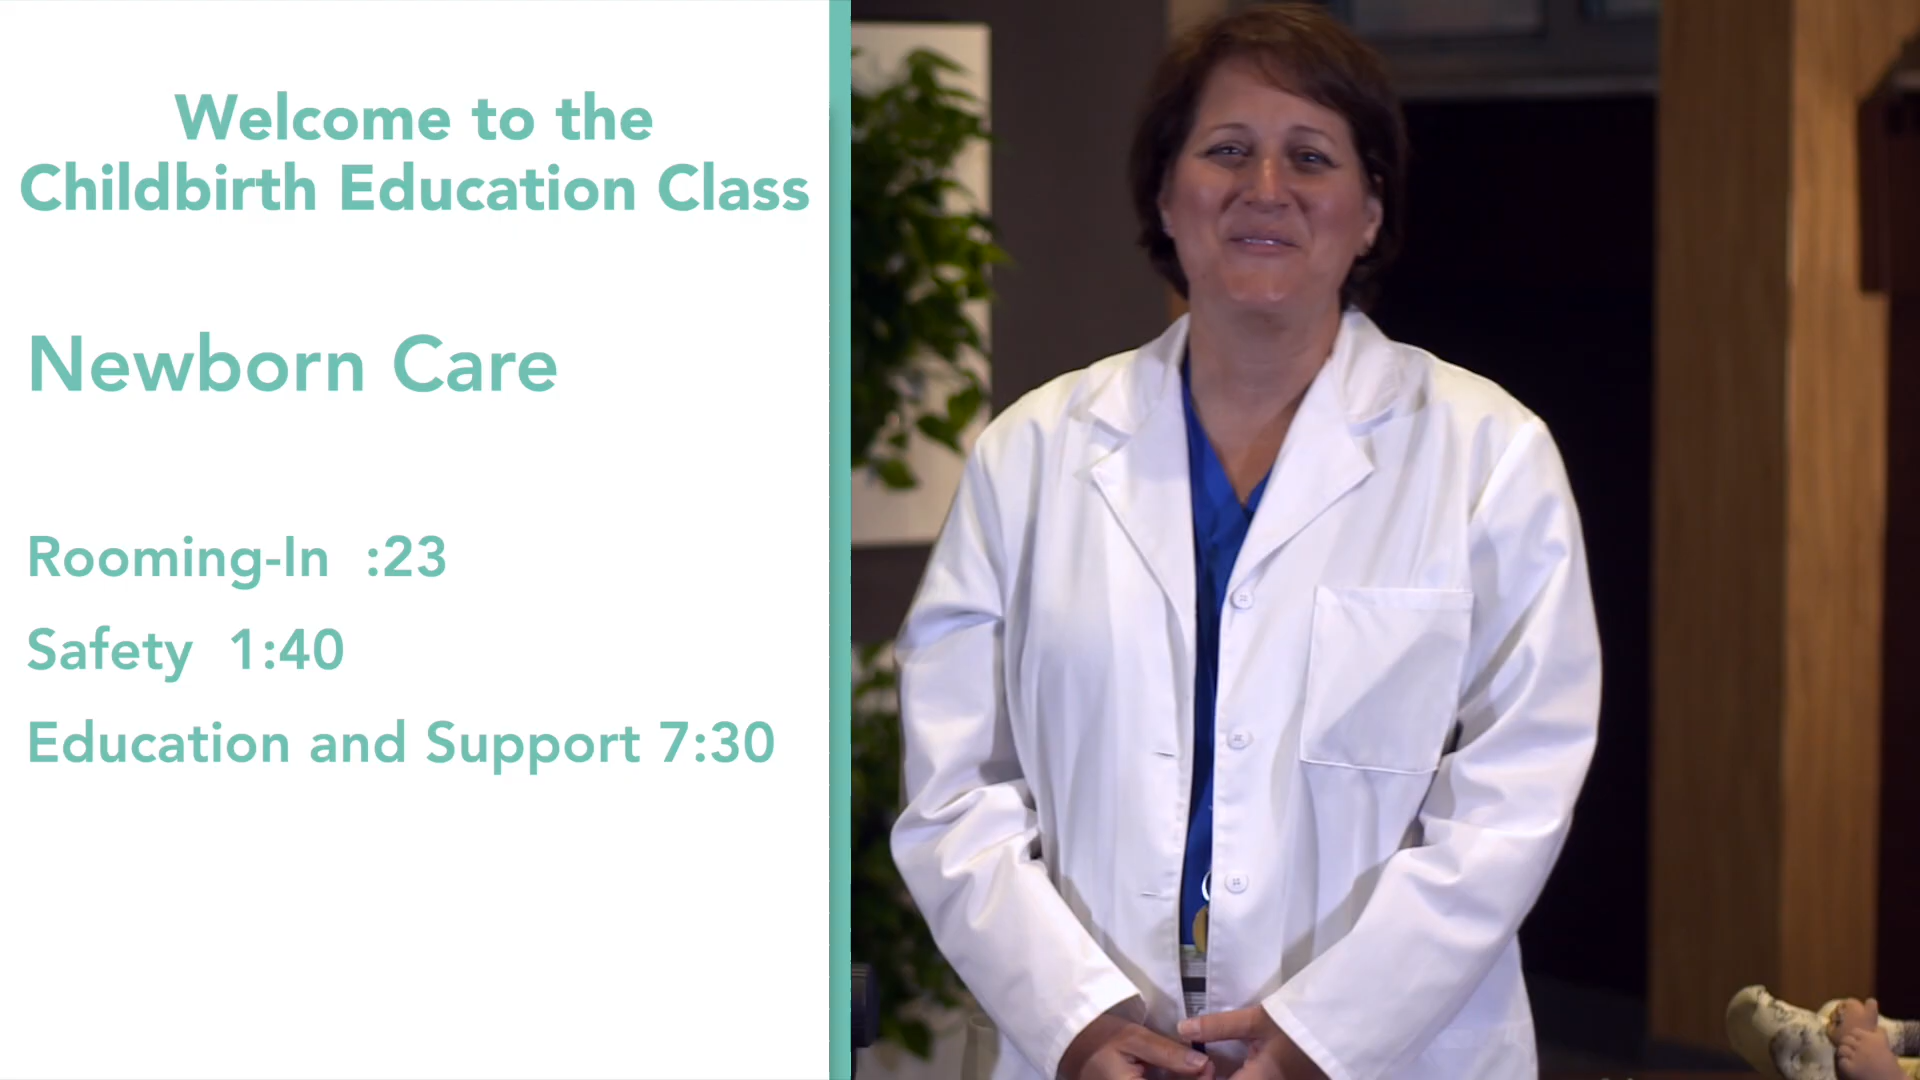 Welcome to the
Childbirth Education Class
Newborn Care
Rooming-In :23
Safety 1:40
Education and Support 7:30